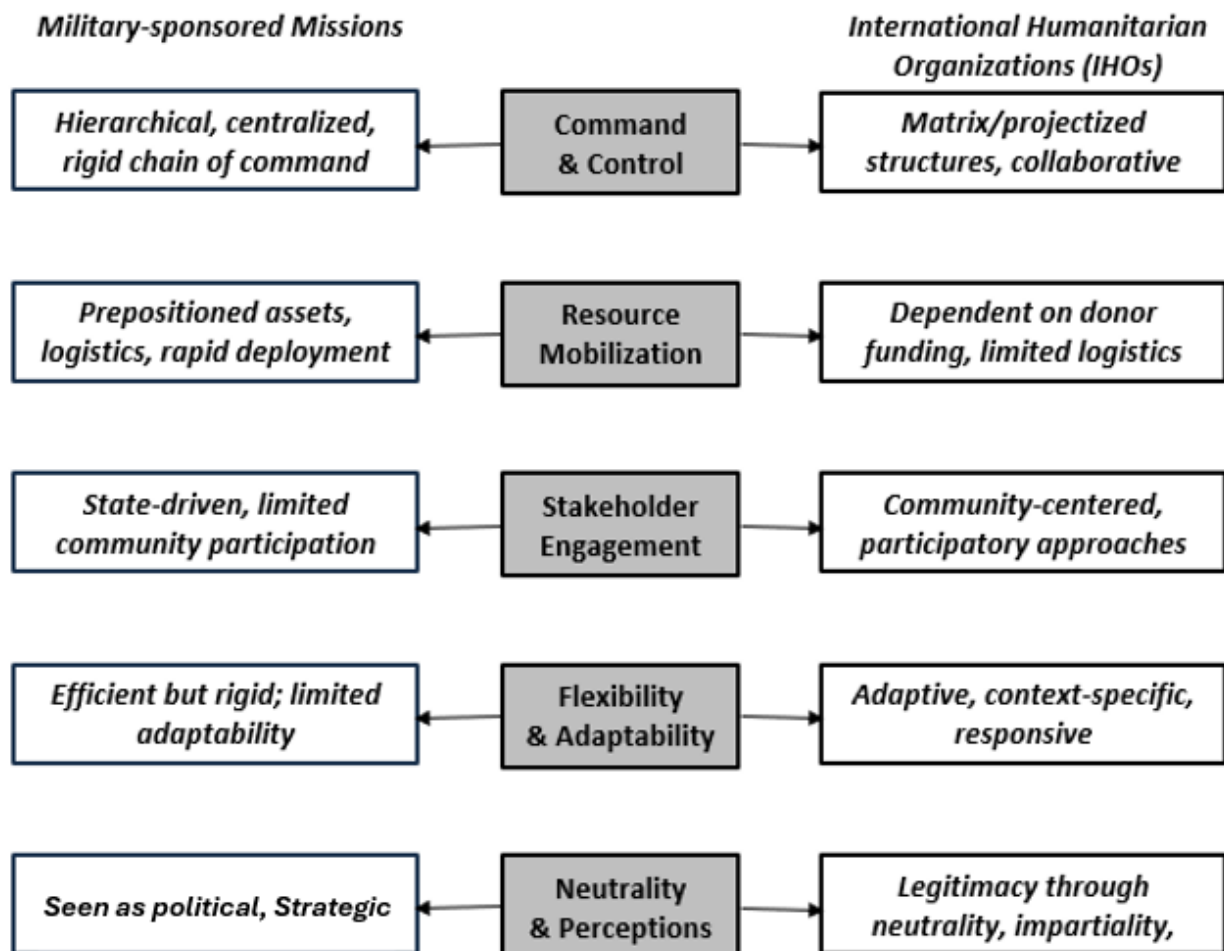 Military-sponsored Missions
International Humanitarian
Organizations (IHOs)
Hierarchical, centralized,
rigid chain of command
Command
& Control
Matrix/projectized
structures, collaborative
Prepositioned assets,
logistics, rapid deployment
Resource
Mobilization
Dependent on donor
funding, limited logistics
State-driven, limited
community participation
Stakeholder
Engagement
Community-centered,
participatory approaches
Efficient but rigid; limited
adaptability
Flexibility
& Adaptability
Adaptive, context-specific,
responsive
Seen as political, Strategic
Neutrality
& Perceptions
Legitimacy through
neutrality, impartiality,